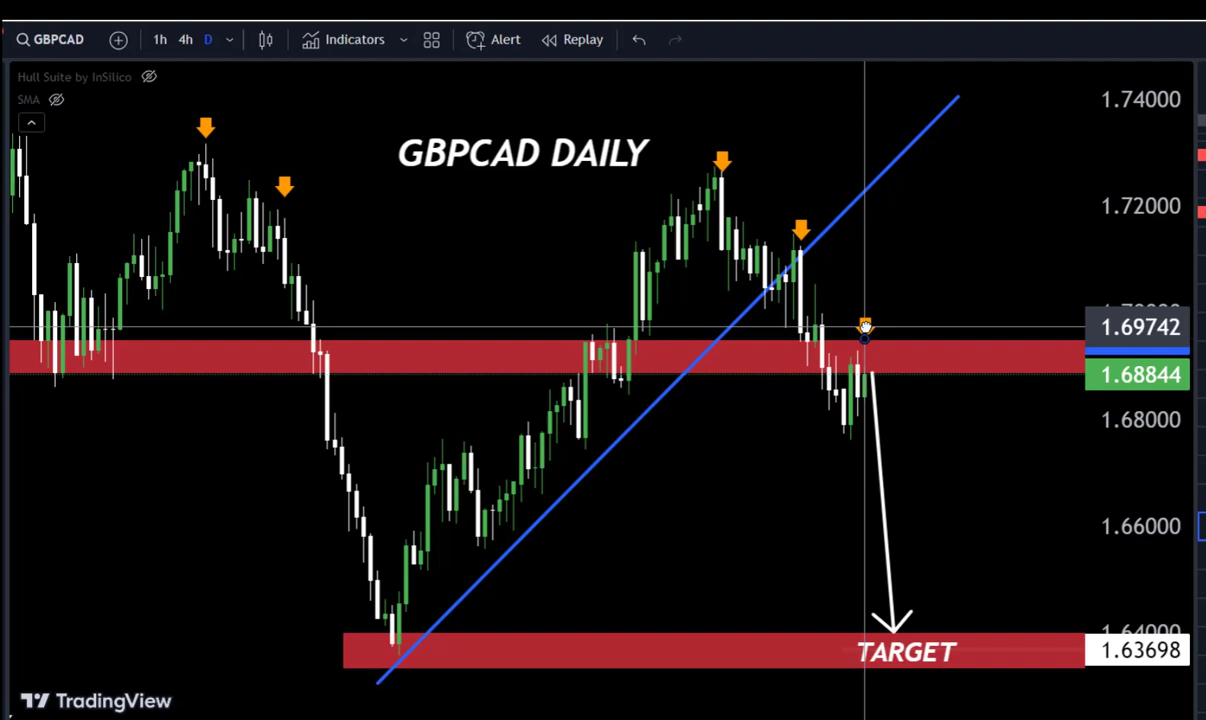 GBPCAD 1h 4h D Indicators Alert Replay
Hull Suite by InSilico
SMA
GBPCAD DAILY
1.74000
1.72000
1.69742
1.68844
1.68000
1.66000
1.64000
1.63698
TARGET
TradingView